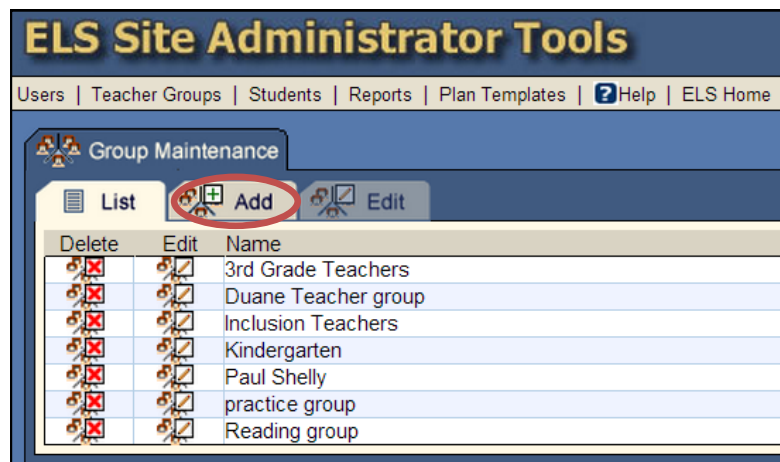 ELS Site Administrator Tools
Users | Teacher Groups | Students | Reports | Plan Templates | ?Help | ELS Home
Group Maintenance
List Add Edit
Delete Edit Name
3rd Grade Teachers
Duane Teacher group
Inclusion Teachers
Kindergarten
Paul Shelly
practice group
Reading group